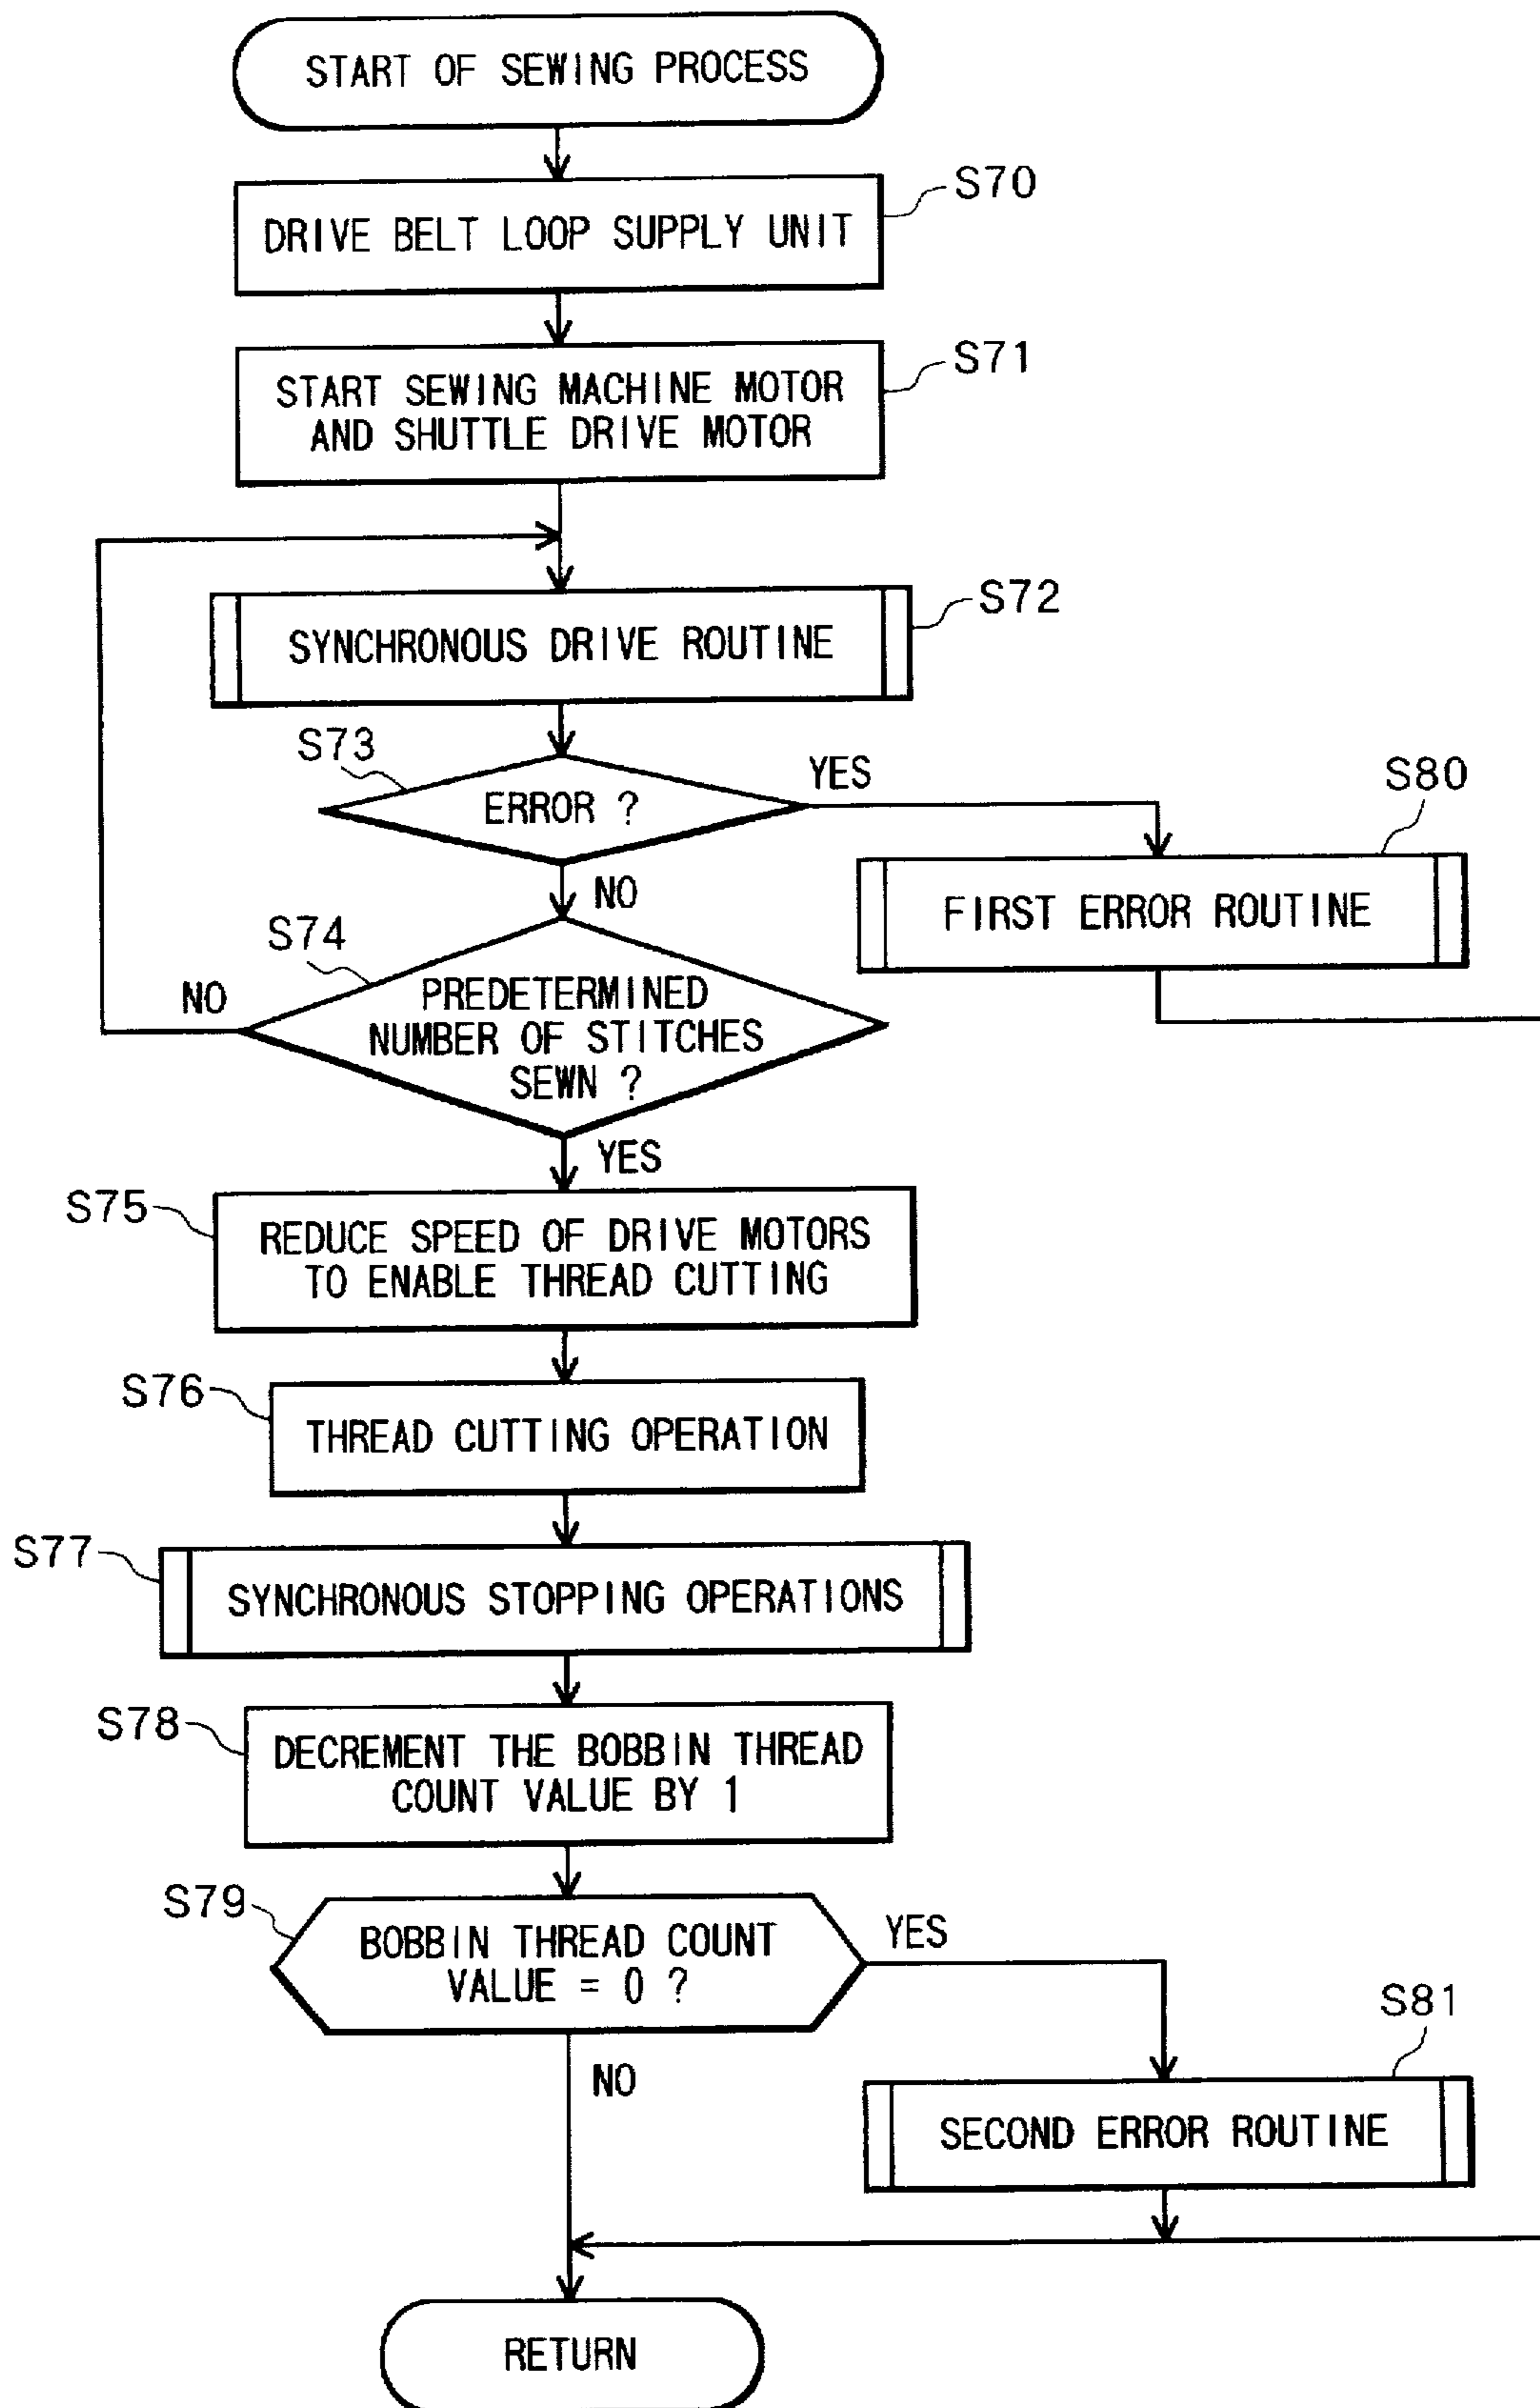 START OF SEWING PROCESS
S70
DRIVE BELT LOOP SUPPLY UNIT
S71
START SEWING MACHINE MOTOR
AND SHUTTLE DRIVE MOTOR
S72
SYNCHRONOUS DRIVE ROUTINE
S73
ERROR ?
YES
S80
FIRST ERROR ROUTINE
NO
S74
NO
PREDETERMINED
NUMBER OF STITCHES
SEWN ?
YES
S75
REDUCE SPEED OF DRIVE MOTORS
TO ENABLE THREAD CUTTING
S76
THREAD CUTTING OPERATION
S77
SYNCHRONOUS STOPPING OPERATIONS
S78
DECREMENT THE BOBBIN THREAD
COUNT VALUE BY 1
S79
BOBBIN THREAD COUNT
VALUE = 0 ?
YES
S81
NO
SECOND ERROR ROUTINE
RETURN